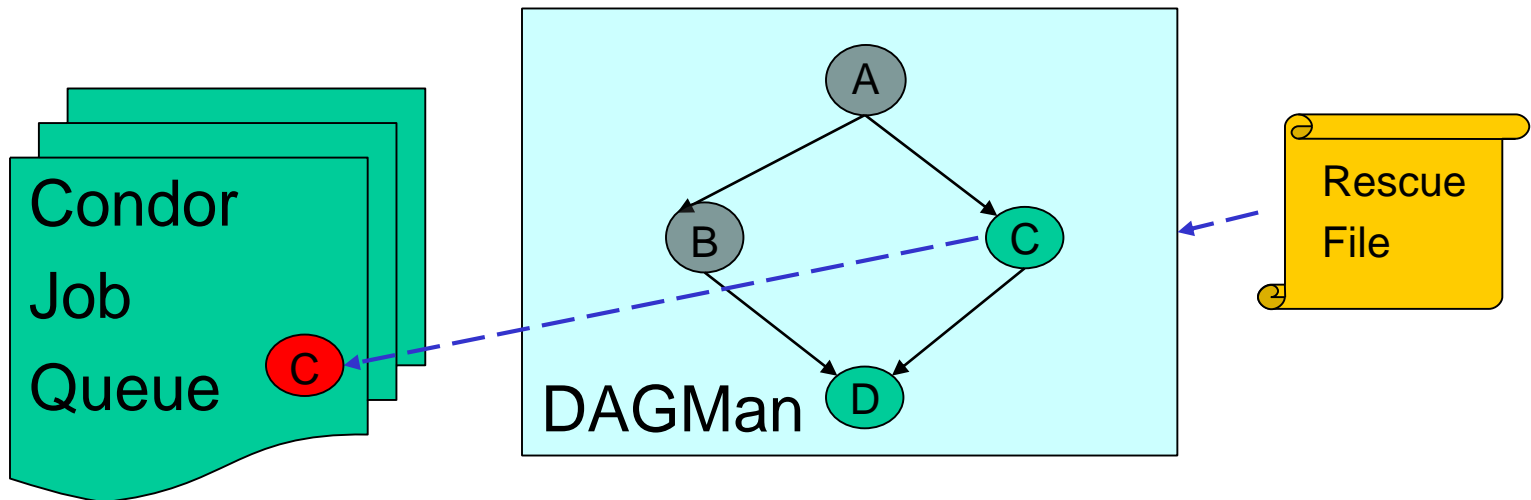 Condor
Job
Queue
C
A
B
C
D
DAGMan
Rescue
File